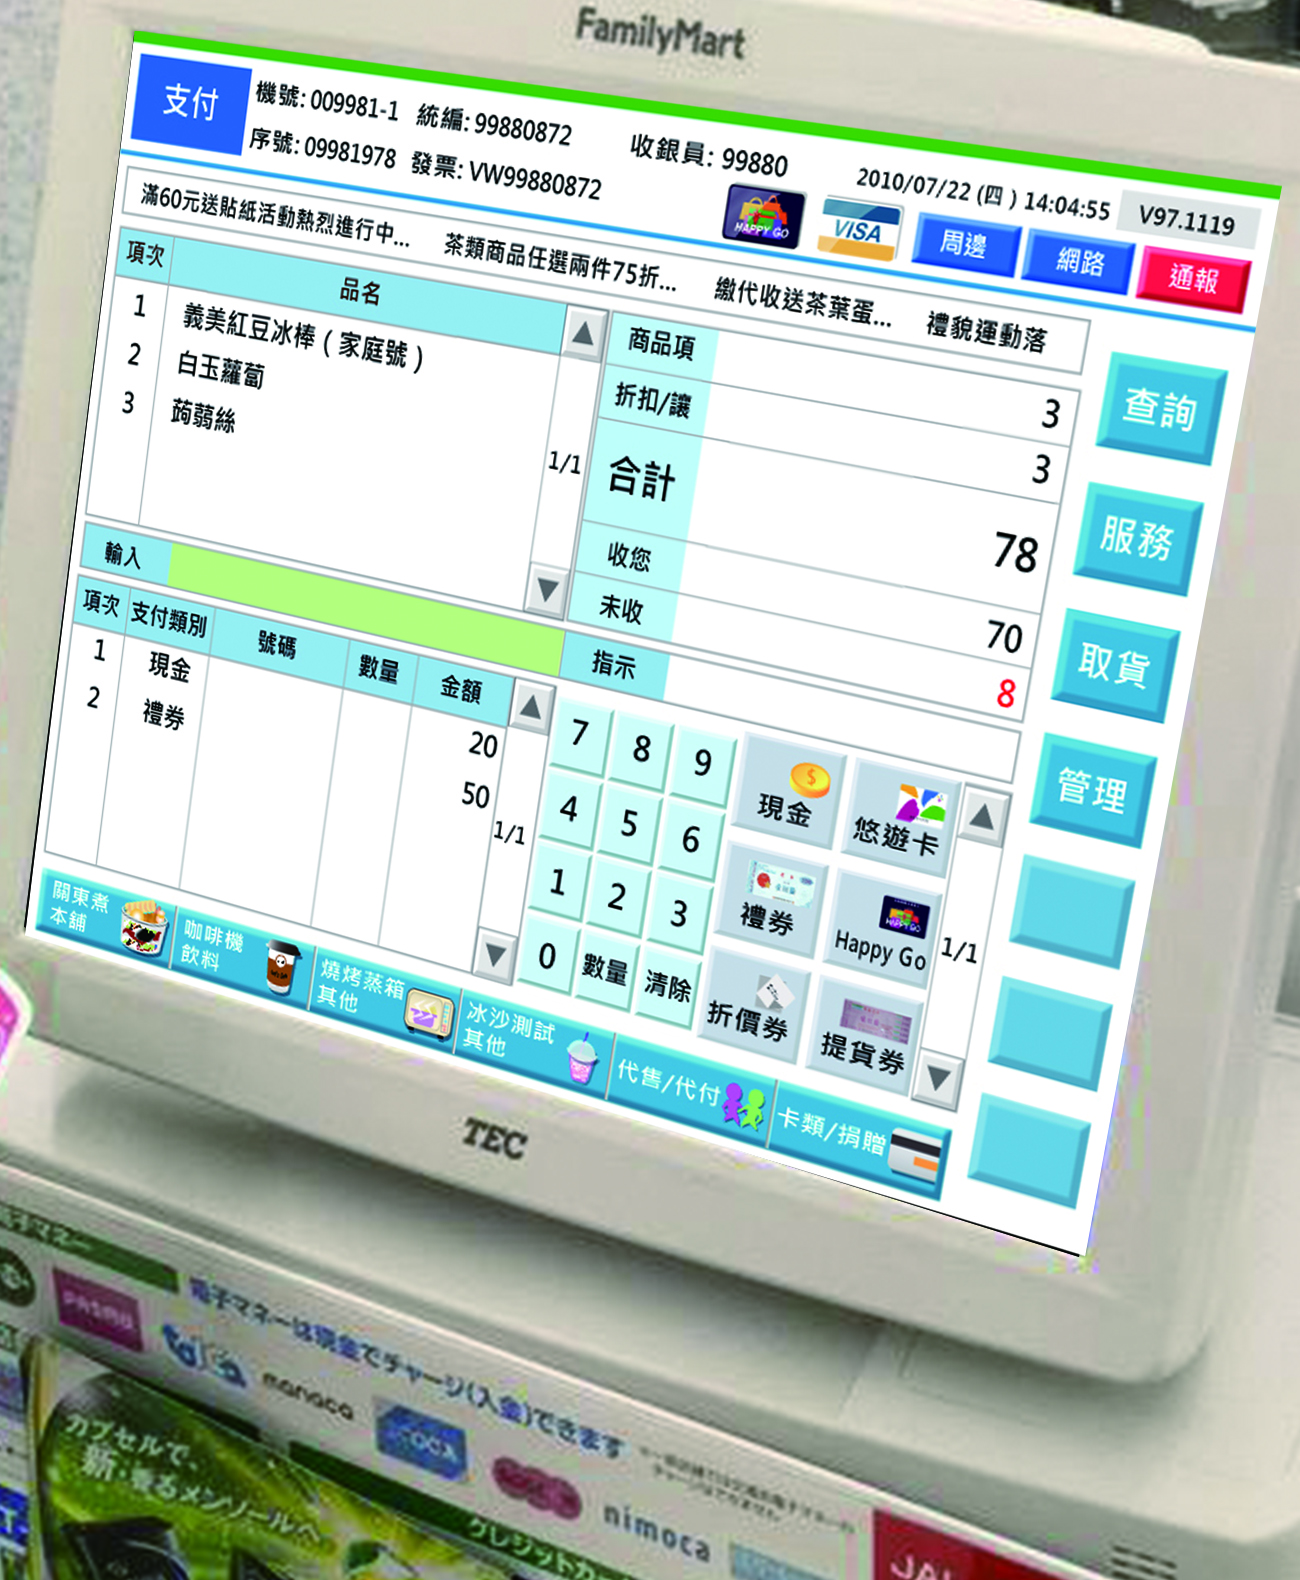 FamilyMart
支付
機號: 009981-1 統編: 99880872
序號: 09981978 發票: VW99880872
收銀員: 99880
2010/07/22 (四 ) 14:04:55
V97.1119
HAPPY GO
VISA
周邊
網路
通報
滿60元送貼紙活動熱烈進行中... 茶類商品任選兩件75折... 繳代收送茶葉蛋... 禮貌運動落
項次 品名
1 義美紅豆冰棒 ( 家庭號 )
2 白玉蘿蔔
3 蒟蒻絲
1/1
商品項 3
折扣/讓 3
合計 78
收您 70
未收 8
輸入
指示
項次 支付類別 號碼 數量 金額
1 現金 20
2 禮券 50
1/1
7 8 9
4 5 6
1 2 3
0 數量 清除
現金
悠遊卡
禮券
Happy Go
折價券
提貨券
1/1
查詢
服務
取貨
管理
關東煮
本舖
咖啡機
飲料
燒烤蒸箱
其他
冰沙測試
其他
代售/代付
卡類/捐贈
TEC
電子マネー
PASMO
電子マネーは現金でチャージ(入金)できます
manaca
nimoca
カプセルで、
新・香るメンソールへ
クレジットカー